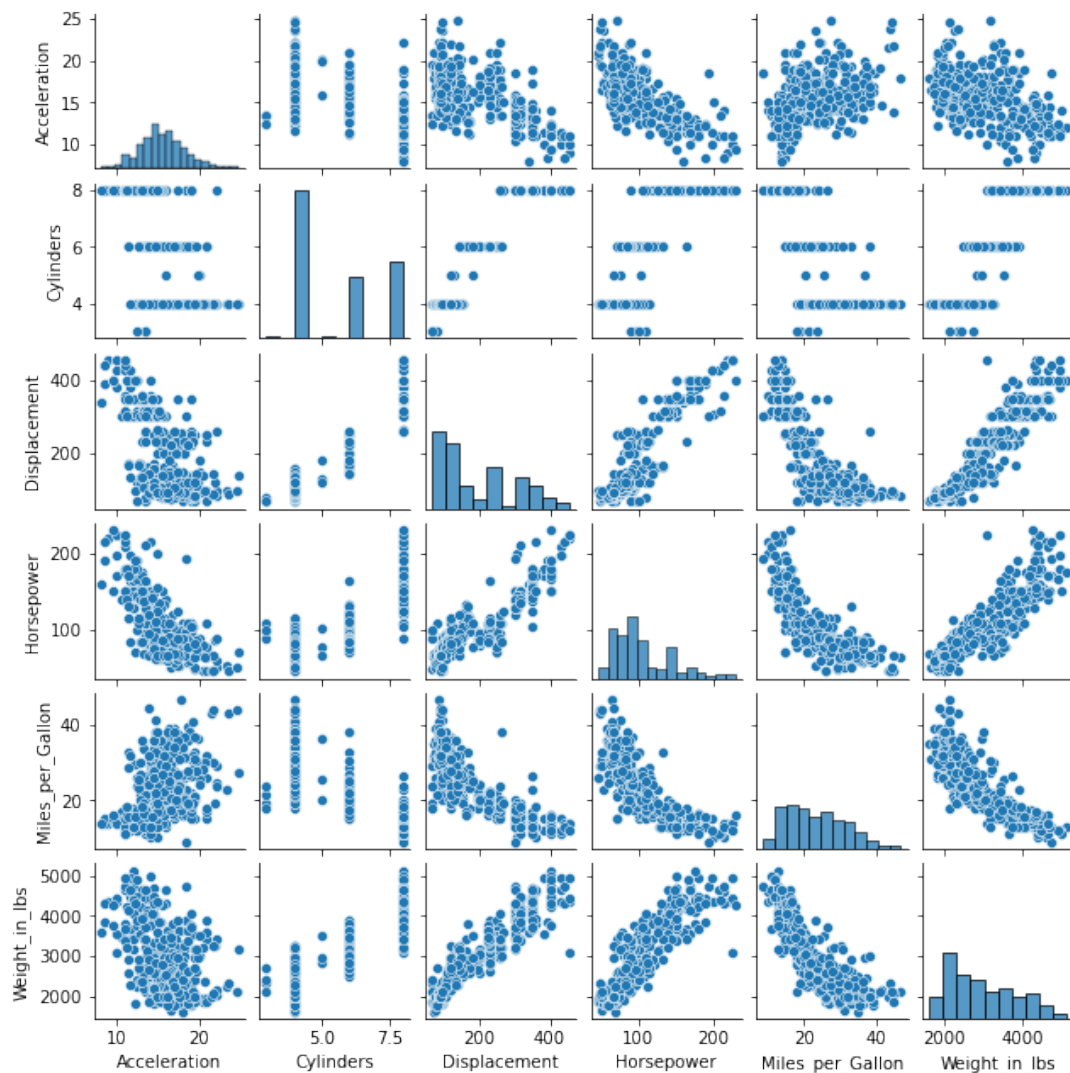 Acceleration
25
20
15
10
Cylinders
8
6
4
Displacement
400
200
Horsepower
200
100
Miles_per_Gallon
40
20
Weight_in_lbs
5000
4000
3000
2000
10 20 5.0 7.5 200 400 100 200 20 40 2000 4000
Acceleration Cylinders Displacement Horsepower Miles_per_Gallon Weight_in_lbs